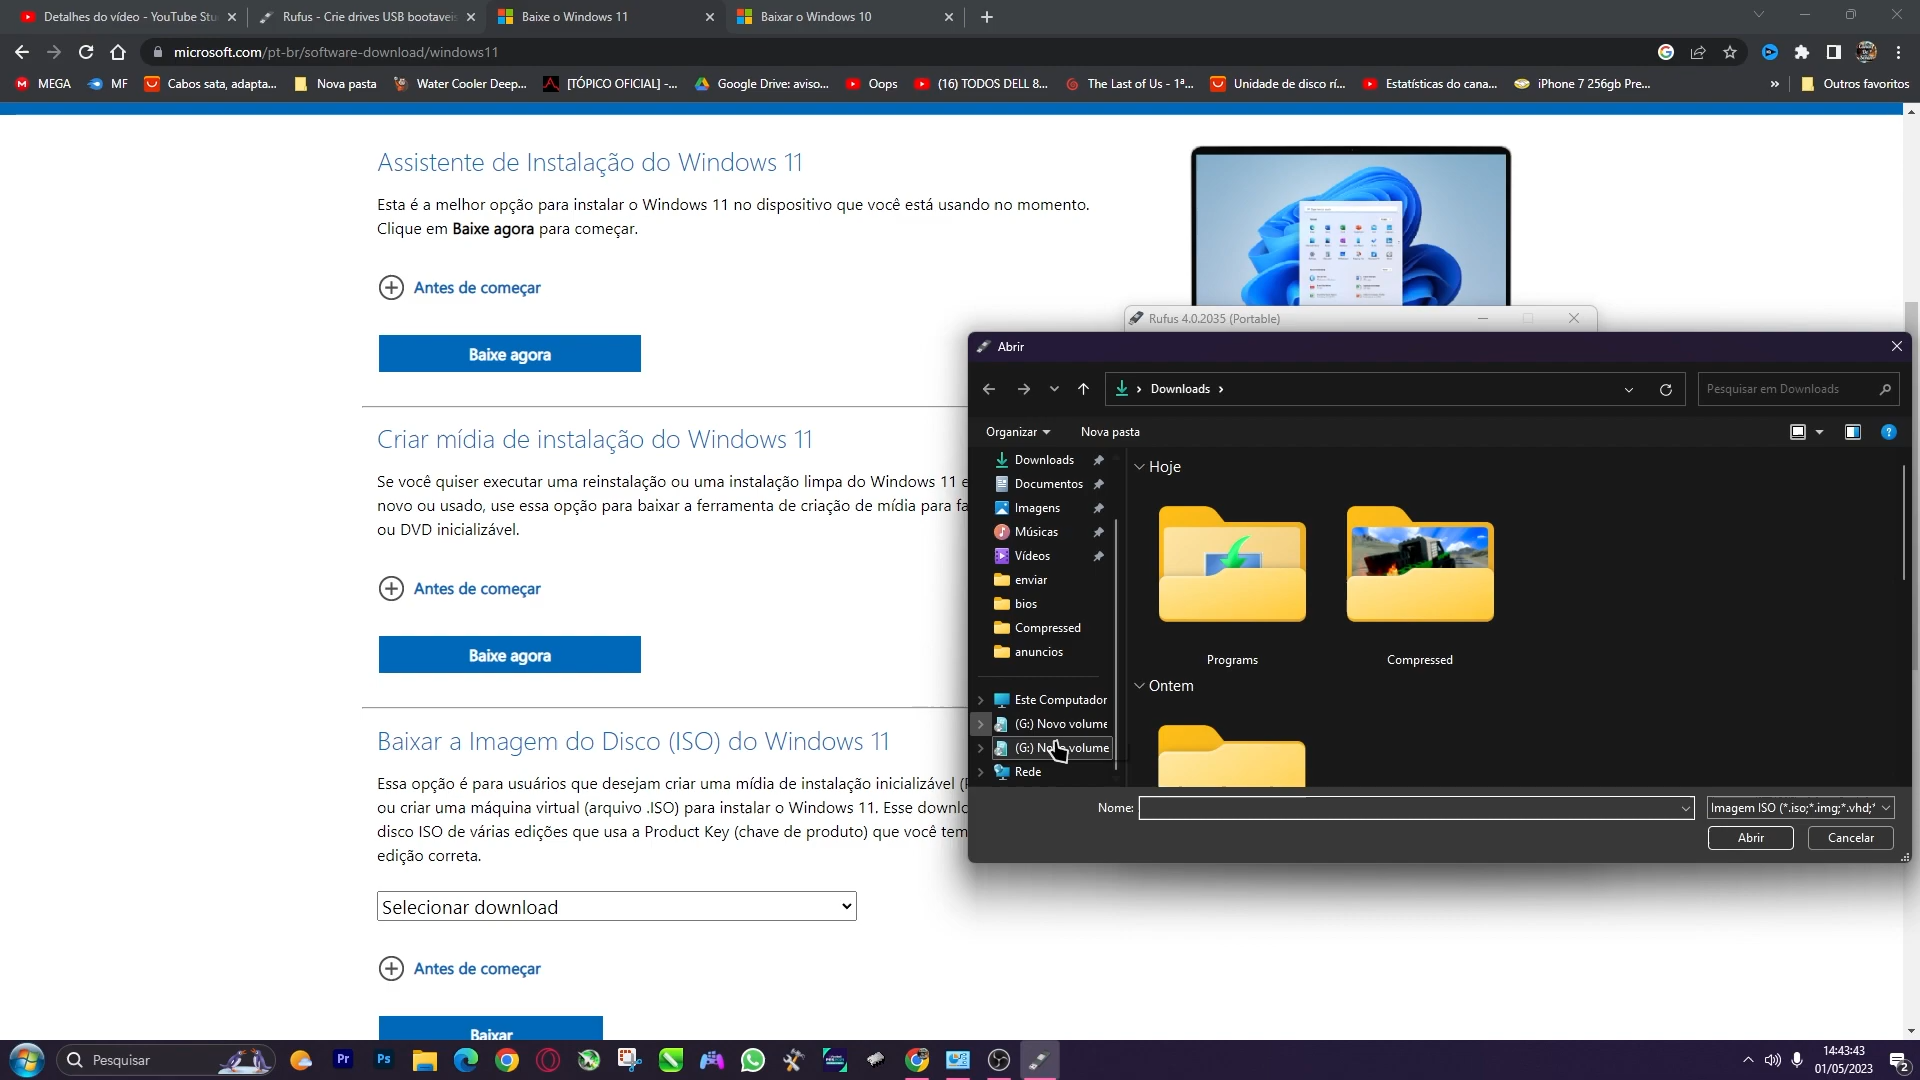 Detalhes do vídeo - YouTube Stu
Rufus - Crie drives USB bootaveis
Baixe o Windows 11
Baixar o Windows 10
microsoft.com/pt-br/software-download/windows11
MEGA
MF
Cabos sata, adapta...
Nova pasta
Water Cooler Deep...
[TÓPICO OFICIAL] -...
Google Drive: aviso...
Oops
(16) TODOS DELL 8...
The Last of Us - 1ª...
Unidade de disco rí...
Estatísticas do cana...
iPhone 7 256gb Pre...
»
Outros favoritos
Assistente de Instalação do Windows 11
Esta é a melhor opção para instalar o Windows 11 no dispositivo que você está usando no momento.
Clique em Baixe agora para começar.
Antes de começar
Baixe agora
Criar mídia de instalação do Windows 11
Se você quiser executar uma reinstalação ou uma instalação limpa do Windows 11 e
novo ou usado, use essa opção para baixar a ferramenta de criação de mídia para fa
ou DVD inicializável.
Antes de começar
Baixe agora
Baixar a Imagem do Disco (ISO) do Windows 11
Essa opção é para usuários que desejam criar uma mídia de instalação inicializável (
ou criar uma máquina virtual (arquivo .ISO) para instalar o Windows 11. Esse downlo
disco ISO de várias edições que usa a Product Key (chave de produto) que você tem
edição correta.
Selecionar download
Antes de começar
Baixar
Rufus 4.0.2035 (Portable)
Abrir
Downloads
Pesquisar em Downloads
Organizar
Nova pasta
Downloads
Documentos
Imagens
Músicas
Vídeos
enviar
bios
Compressed
anuncios
Este Computador
(G:) Novo volume
(G:) Novo volume
Rede
Hoje
Programs
Compressed
Ontem
Nome:
Imagem ISO (*.iso;*.img;*.vhd;*
Abrir
Cancelar
Pesquisar
Pr
Ps
14:43:43
01/05/2023
2